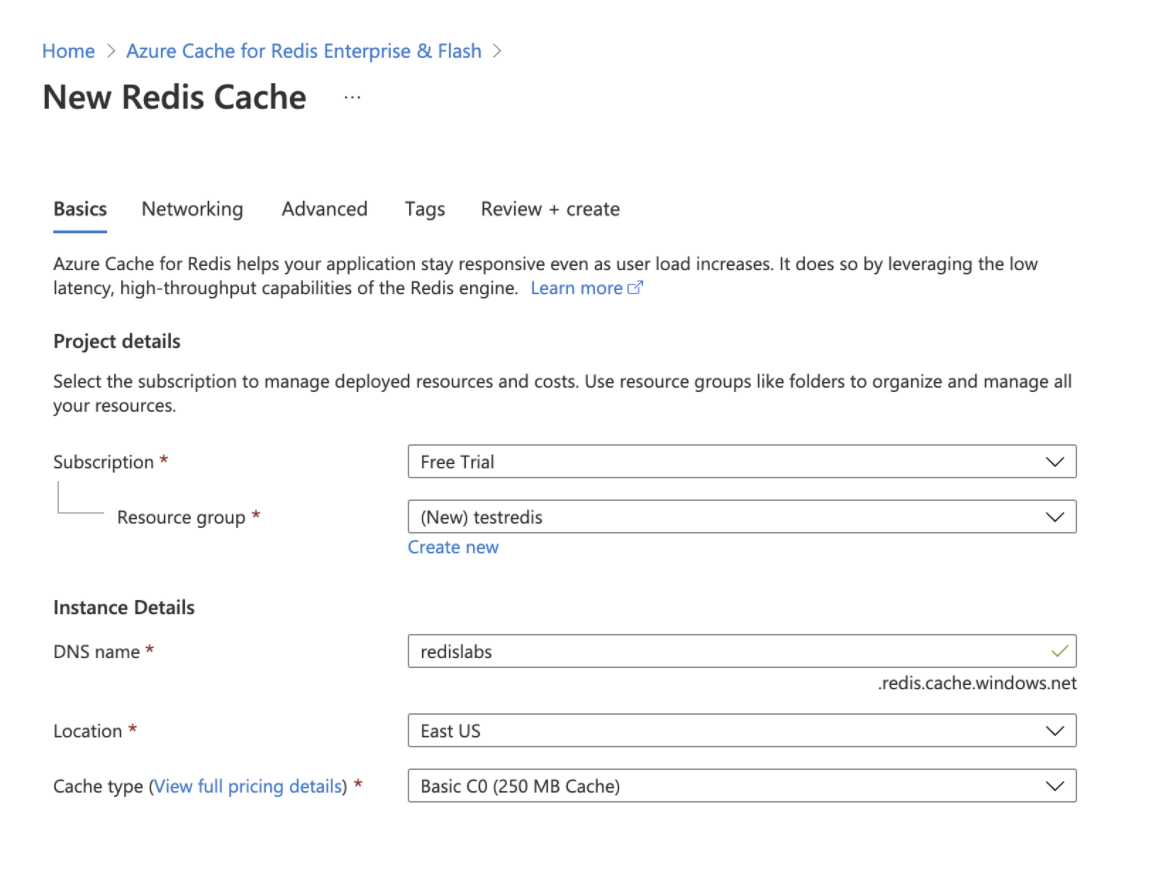 Home > Azure Cache for Redis Enterprise & Flash >
New Redis Cache ...
Basics Networking Advanced Tags Review + create
Azure Cache for Redis helps your application stay responsive even as user load increases. It does so by leveraging the low
latency, high-throughput capabilities of the Redis engine. Learn more
Project details
Select the subscription to manage deployed resources and costs. Use resource groups like folders to organize and manage all
your resources.
Subscription * Free Trial
Resource group * (New) testredis
Create new
Instance Details
DNS name * redislabs
.redis.cache.windows.net
Location * East US
Cache type (View full pricing details) * Basic C0 (250 MB Cache)